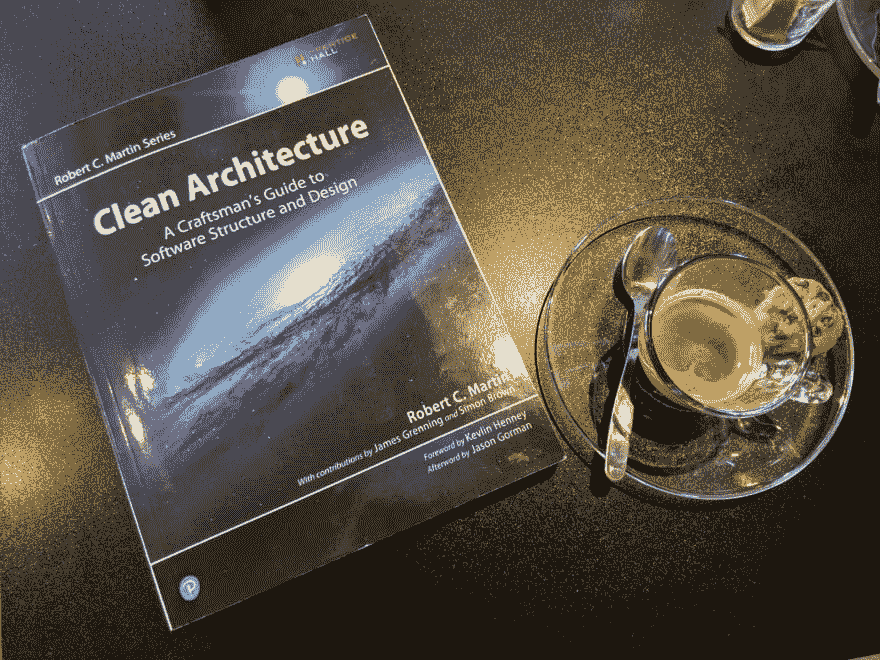 PRENTICE
HALL
Robert C. Martin Series
Clean Architecture
A Craftsman's Guide to
Software Structure and Design
Robert C. Martin
With contributions by James Grenning and Simon Brown
Foreword by Kevlin Henney
Afterword by Jason Gorman
P